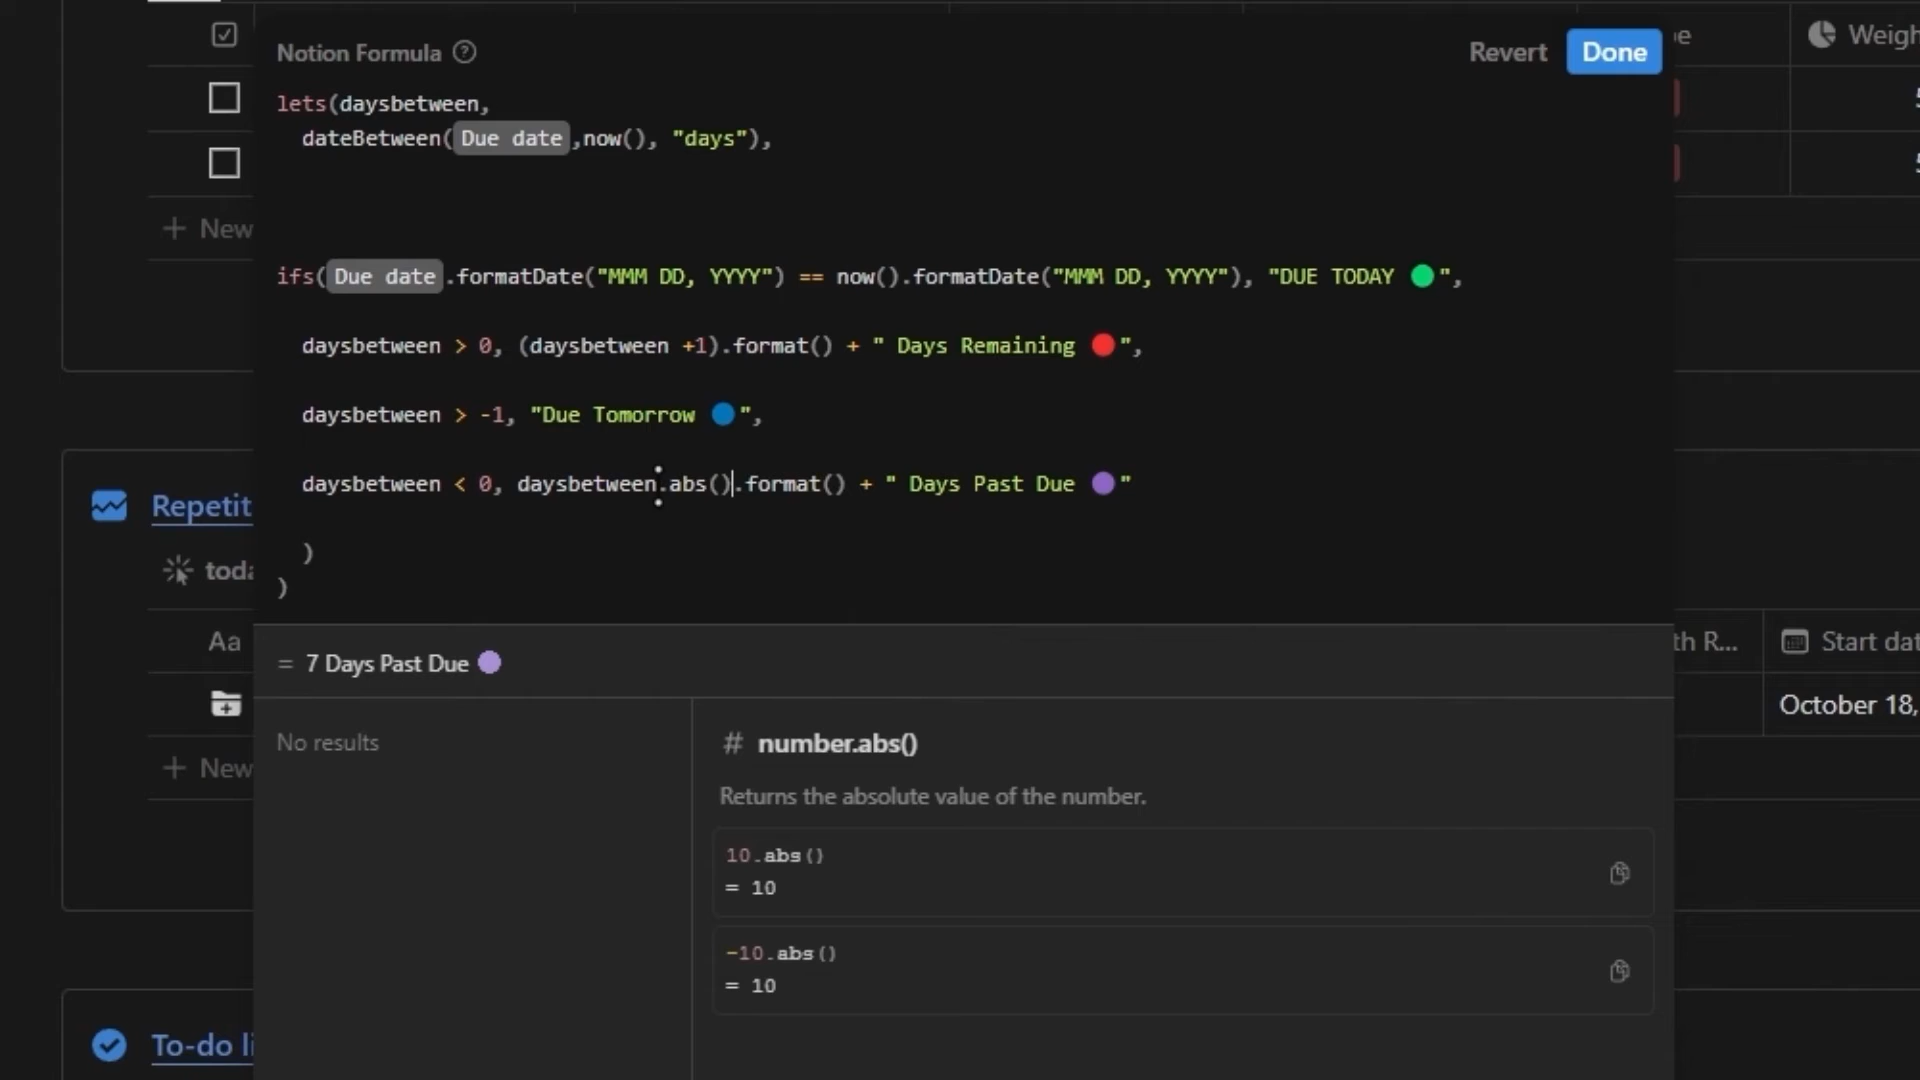 Notion Formula
Revert
Done
Weigh
lets(daysbetween,
dateBetween(Due date,now(), "days"),
New
ifs(Due date.formatDate("MMM DD, YYYY") == now().formatDate("MMM DD, YYYY"), "DUE TODAY 🟢",
daysbetween > 0, (daysbetween +1).format() + " Days Remaining 🔴",
daysbetween > -1, "Due Tomorrow 🔵",
daysbetween < 0, daysbetween.abs().format() + " Days Past Due 🟣"
)
)
Repetit
toda
Aa
th R...
Start dat
= 7 Days Past Due 🟣
October 18,
No results
New
# number.abs()
Returns the absolute value of the number.
10.abs()
= 10
-10.abs()
= 10
To-do li